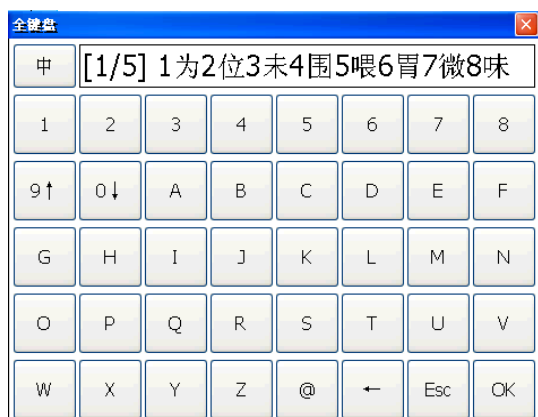 全键盘
中 [1/5] 1为2位3未4围5喂6胃7微8味
1 2 3 4 5 6 7 8
9↑ 0↓ A B C D E F
G H I J K L M N
O P Q R S T U V
W X Y Z @ ← Esc OK